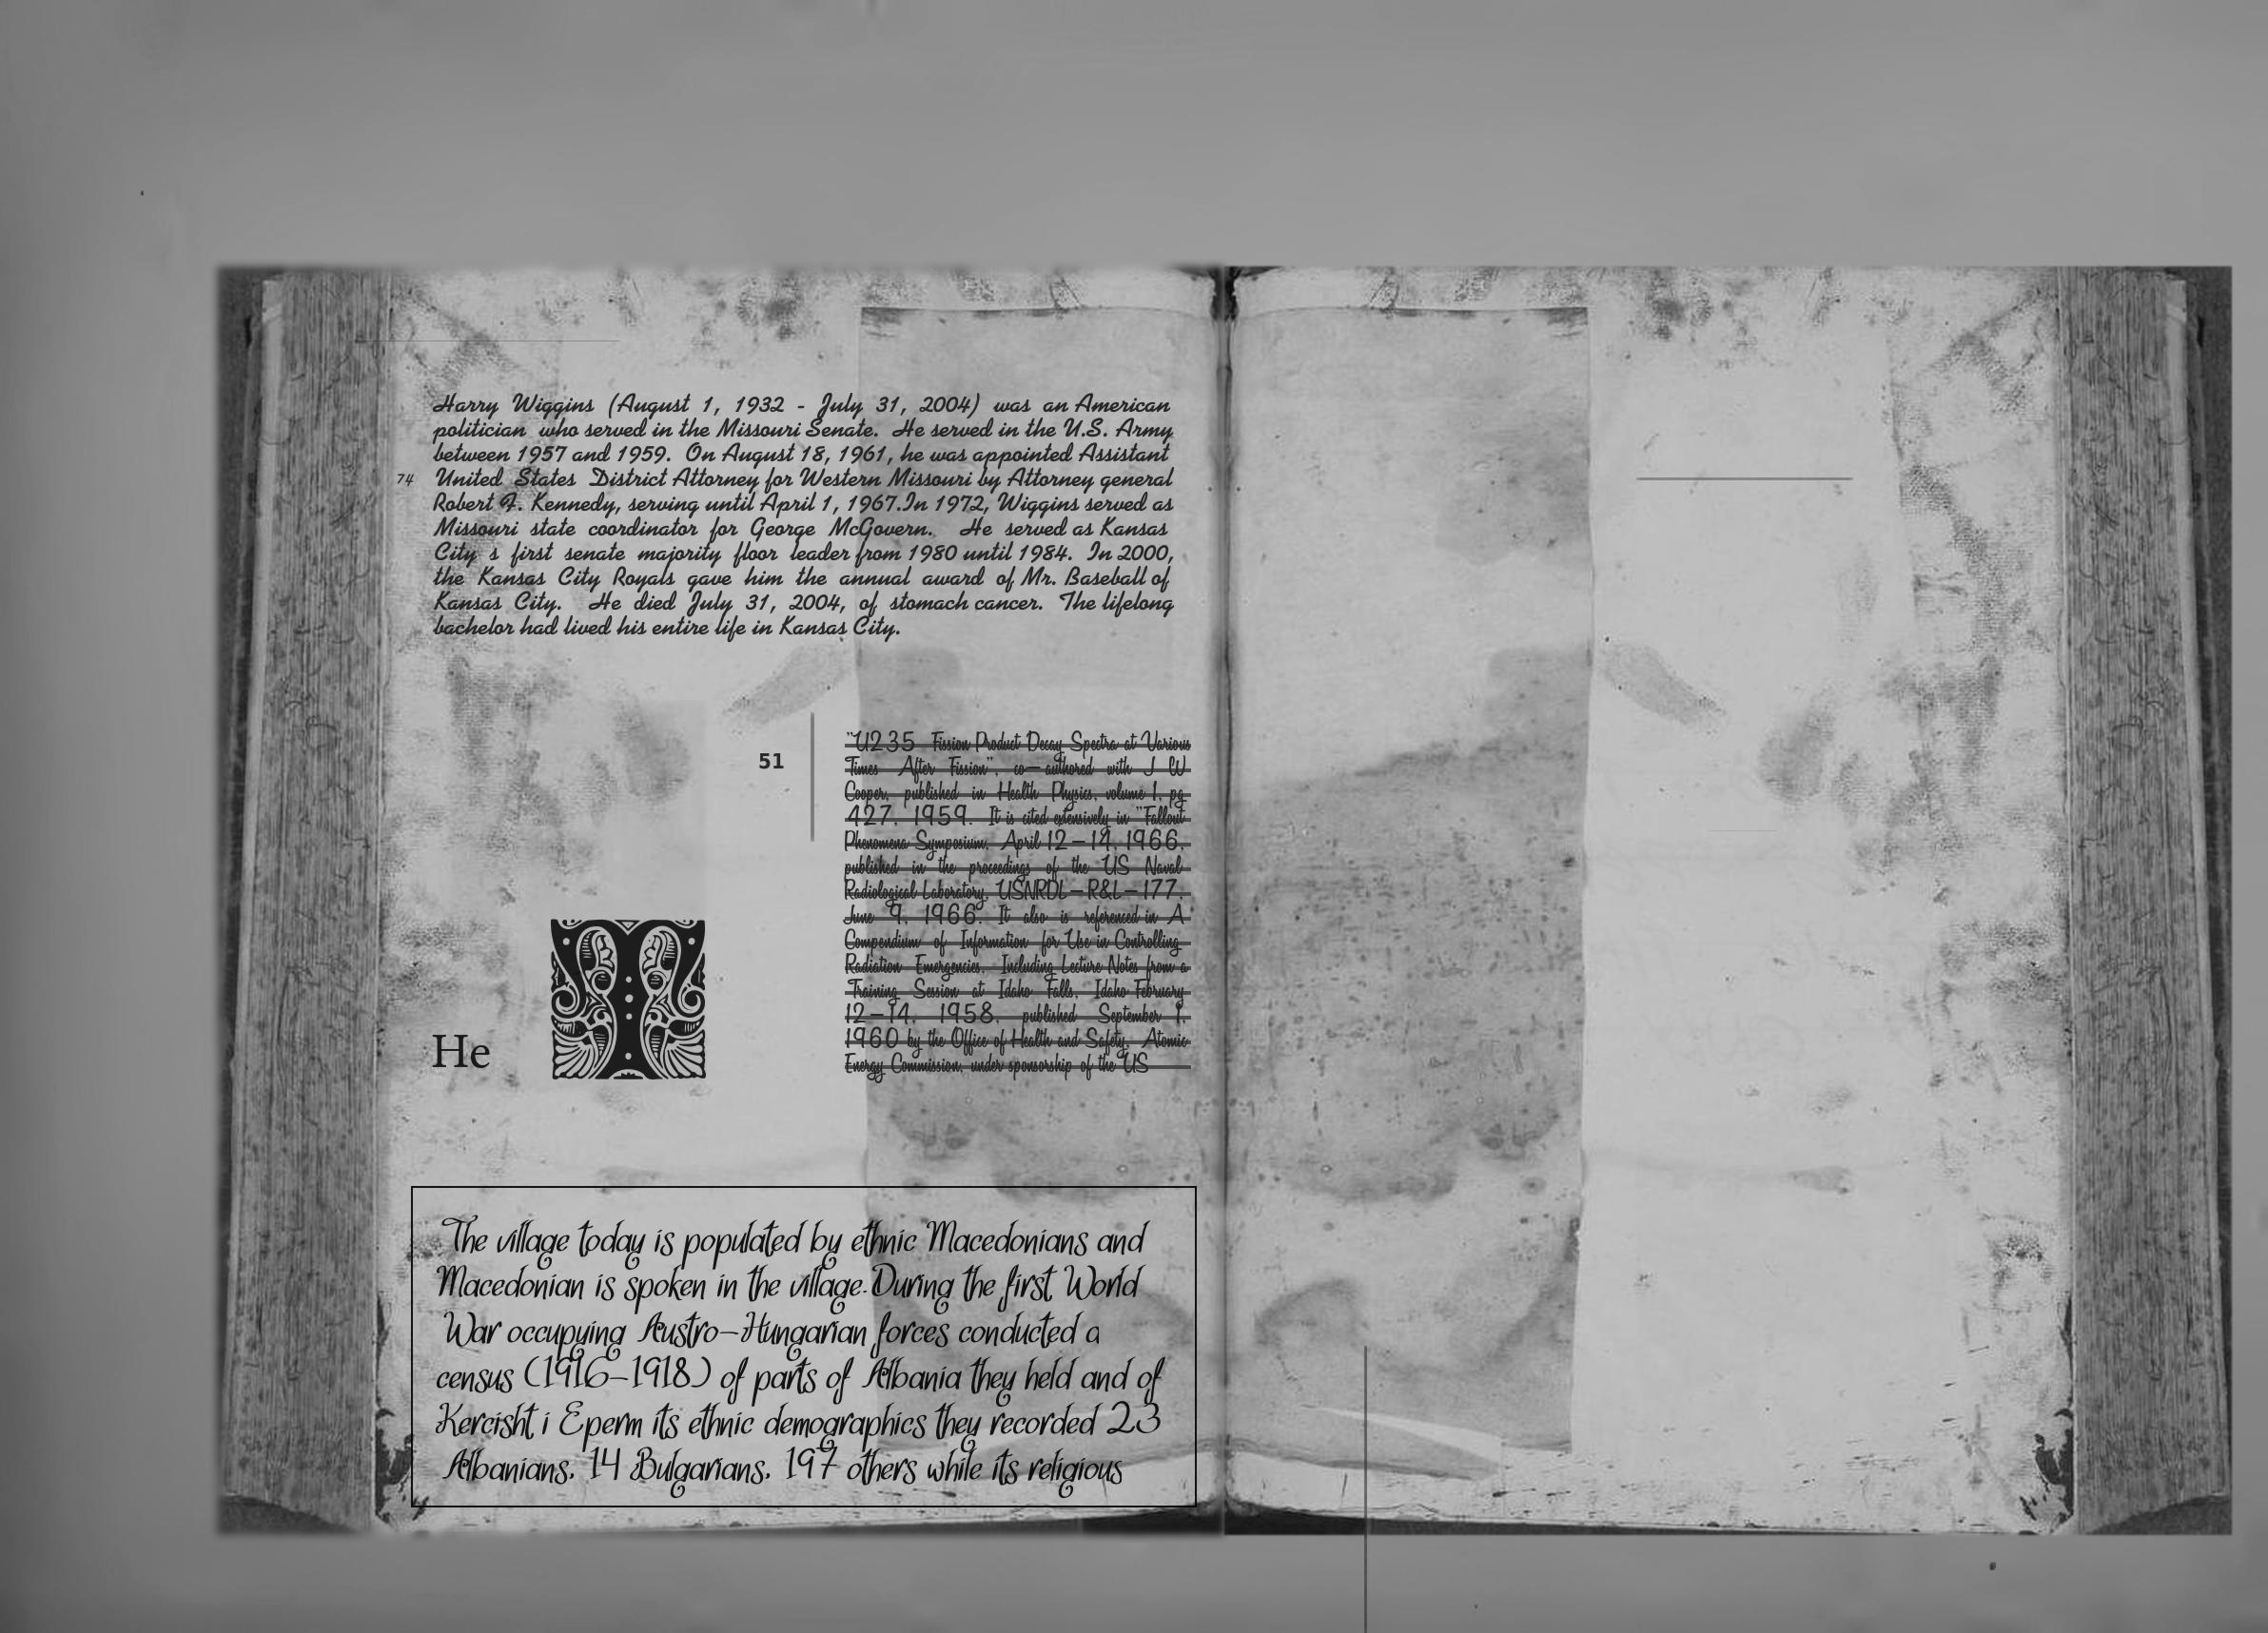 Harry Wiggins (August 1, 1932 - July 31, 2004) was an American
politician who served in the Missouri Senate. He served in the U.S. Army
between 1957 and 1959. On August 18, 1961, he was appointed Assistant
74 United States District Attorney for Western Missouri by Attorney general
Robert F. Kennedy, serving until April 1, 1967.In 1972, Wiggins served as
Missouri state coordinator for George McGovern. He served as Kansas
City s first senate majority floor leader from 1980 until 1984. In 2000,
the Kansas City Royals gave him the annual award of Mr. Baseball of
Kansas City. He died July 31, 2004, of stomach cancer. The lifelong
bachelor had lived his entire life in Kansas City.
51
"U235 Fission Product Decay Spectra at Various
Times After Fission", co-authored with J W
Cooper, published in Health Physics, volume 1, pg
427, 1959. It is cited extensively in "Fallout
Phenomena Symposium, April 12-14, 1966,
published in the proceedings of the US Naval
Radiological Laboratory, USNRDL-R&L-177,
June 9, 1966. It also is referenced in A
Compendium of Information for Use in Controlling
Radiation Emergencies, Including Lecture Notes from a
Training Session at Idaho Falls, Idaho February
12-14, 1958, published September 1,
1960 by the Office of Health and Safety, Atomic
Energy Commission, under sponsorship of the US
He T
The village today is populated by ethnic Macedonians and
Macedonian is spoken in the village.During the first World
War occupying Austro-Hungarian forces conducted a
census (1916-1918) of parts of Albania they held and of
Kercisht i Eperm its ethnic demographics they recorded 23
Albanians, 14 Bulgarians, 197 others while its religious